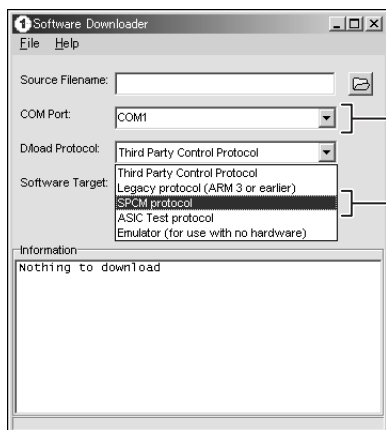 1 Software Downloader
File Help
Source Filename:
COM Port: COM1
D/load Protocol: Third Party Control Protocol
Third Party Control Protocol
Software Target: Legacy protocol (ARM 3 or earlier)
SPCM protocol
ASIC Test protocol
Emulator (for use with no hardware)
Information
Nothing to download